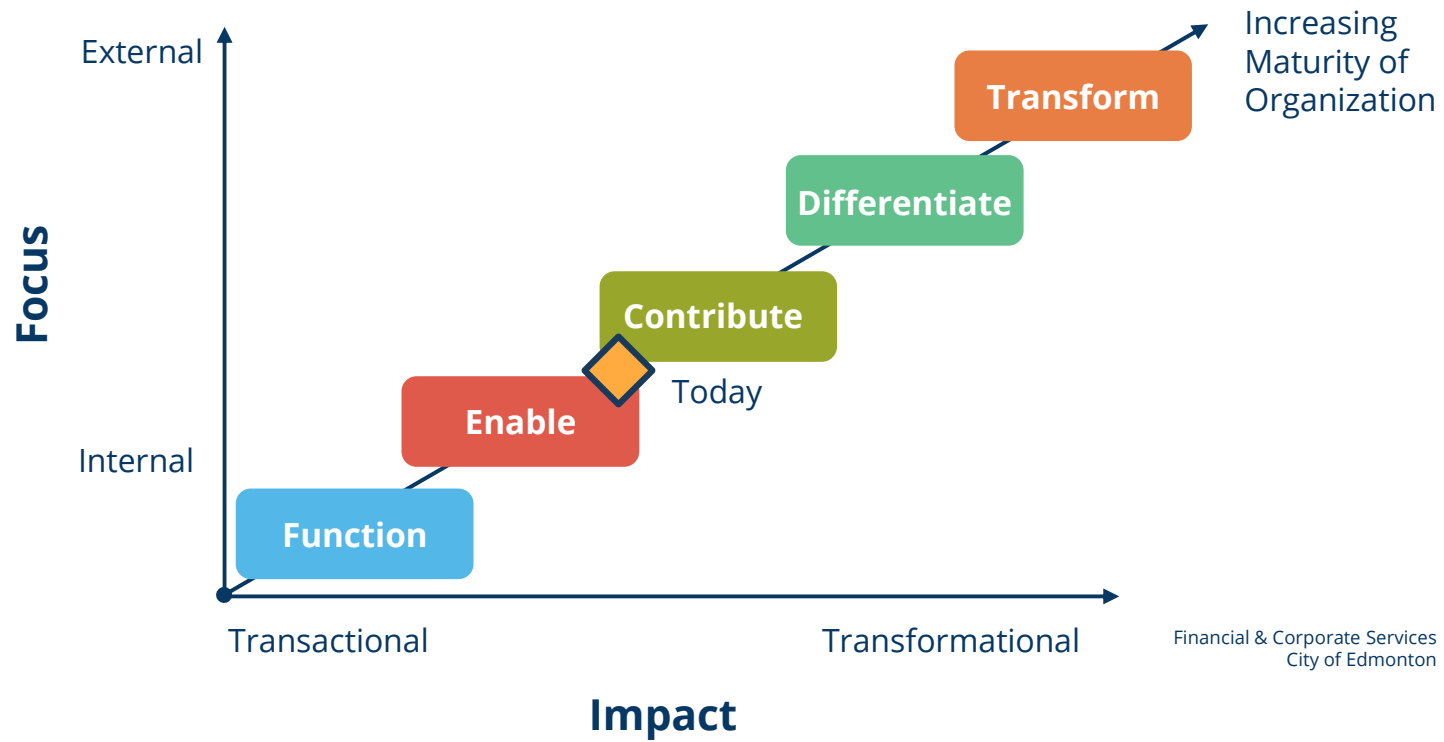 External
Increasing
Maturity of
Organization
Transform
Differentiate
Focus
Contribute
Today
Enable
Internal
Function
Transactional
Transformational
Financial & Corporate Services
City of Edmonton
Impact